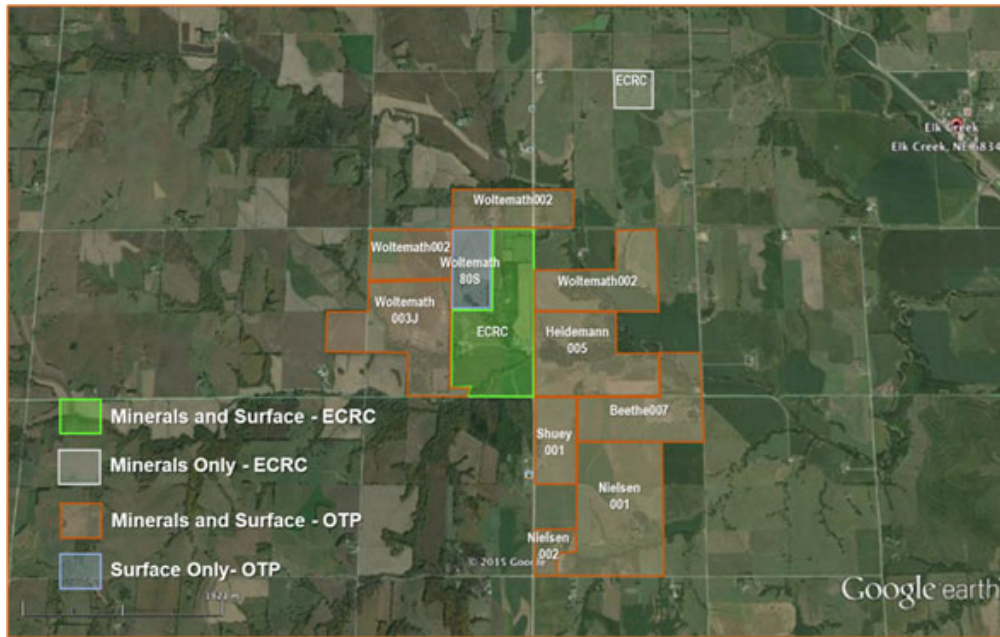 ECRC
Elk Creek
Elk Creek, NE 6834
Woltemath002
Woltemath002
Woltemath
80S
Woltemath002
Woltemath
003J
ECRC
Heidemann
005
Minerals and Surface - ECRC
Beethe007
Shuey
001
Minerals Only - ECRC
Nielsen
001
Minerals and Surface - OTP
Nielsen
002
Surface Only- OTP
© 2015 Google
Google earth